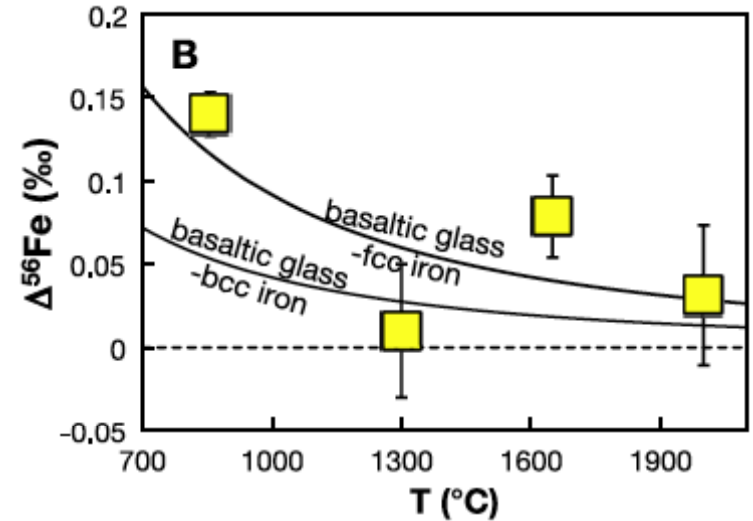 0.2
B
0.15
0.1
0.05
0
-0.05
Δ⁵⁶Fe (‰)
basaltic glass
-fcc iron
basaltic glass
-bcc iron
700 1000 1300 1600 1900
T (°C)